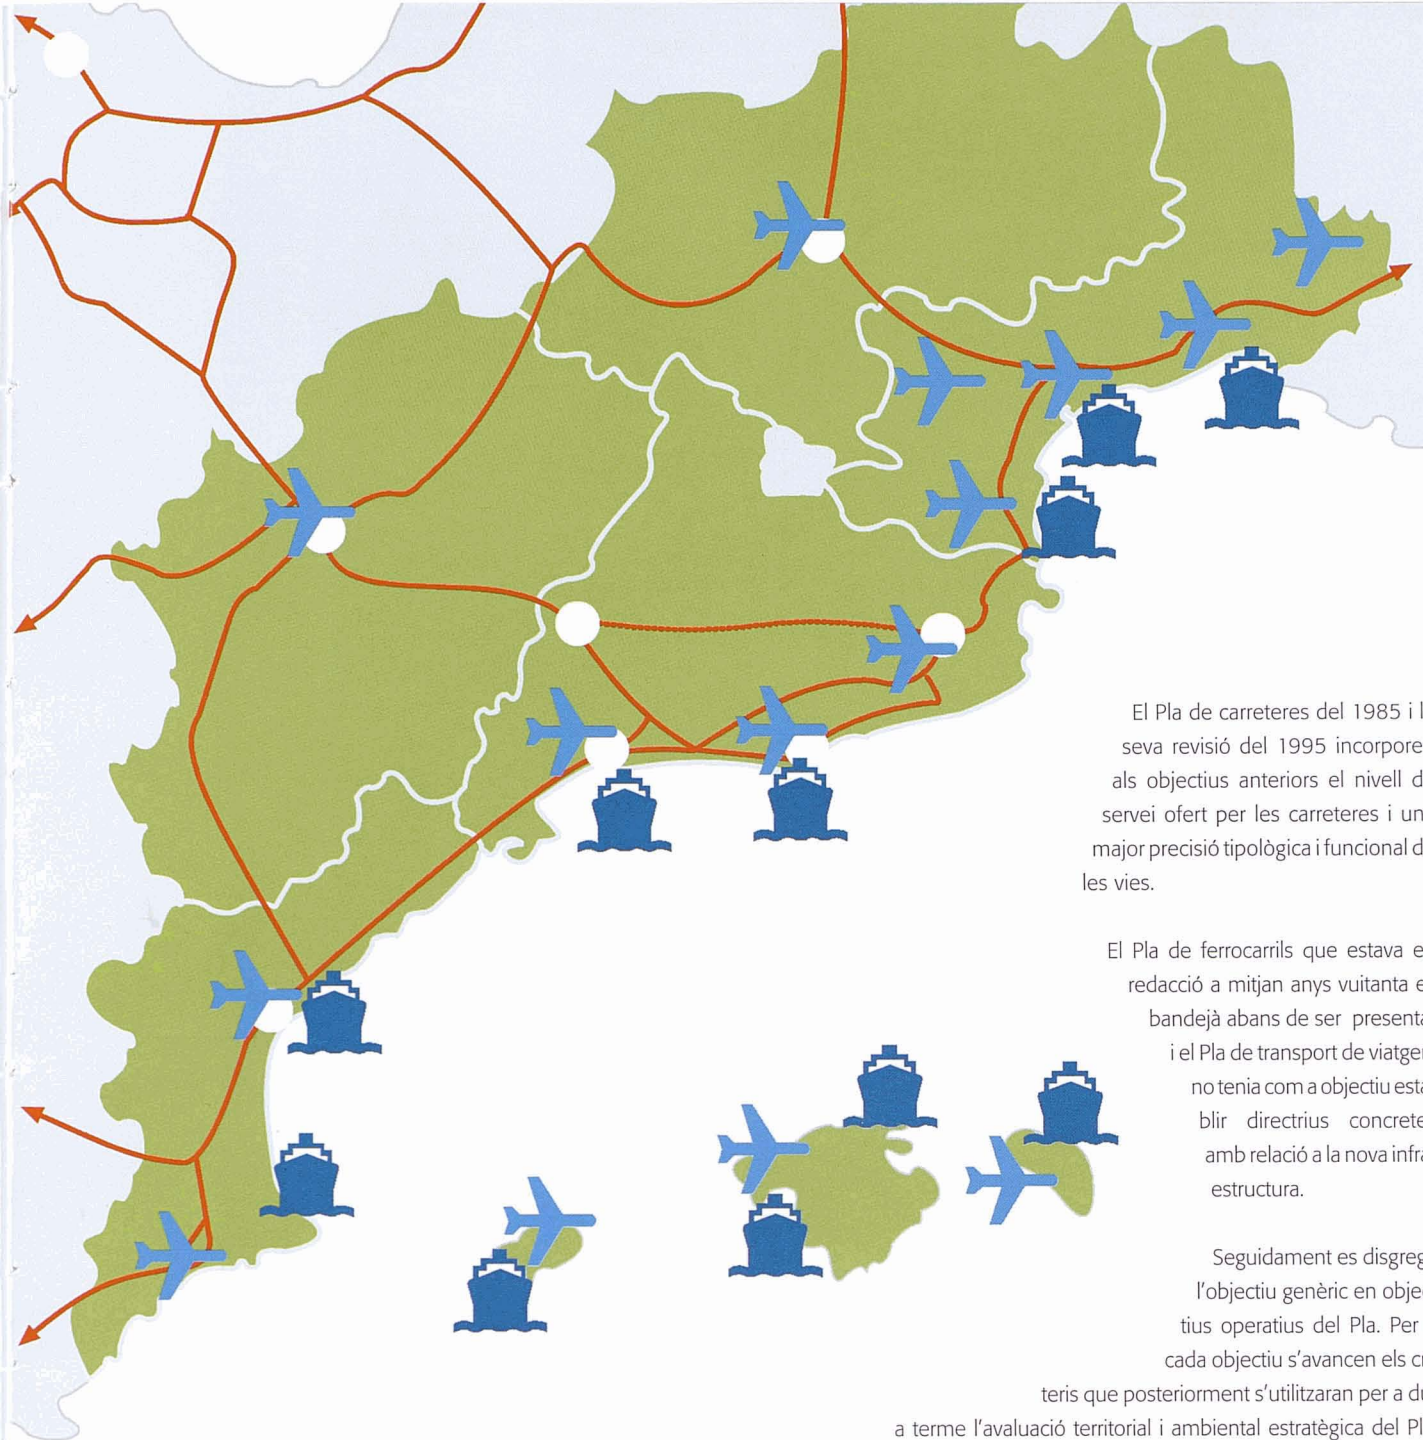 El Pla de carreteres del 1985 i l
seva revisió del 1995 incorpore
als objectius anteriors el nivell d
servei ofert per les carreteres i un
major precisió tipològica i funcional d
les vies.
El Pla de ferrocarrils que estava e
redacció a mitjan anys vuitanta e
bandejà abans de ser presenta
i el Pla de transport de viatger
no tenia com a objectiu esta
blir directrius concrete
amb relació a la nova infra
estructura.
Seguidament es disgreg
l'objectiu genèric en obje
tius operatius del Pla. Per
cada objectiu s'avancen els cr
teris que posteriorment s'utilitzaran per a du
a terme l'avaluació territorial i ambiental estratègica del Pl